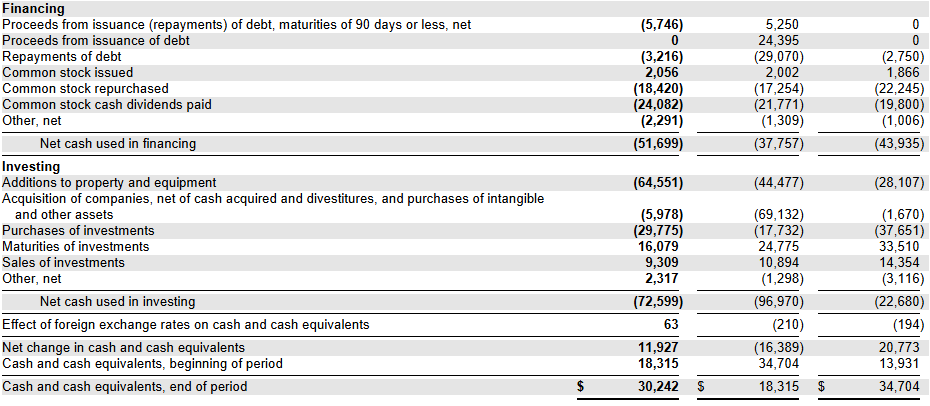 Financing
Proceeds from issuance (repayments) of debt, maturities of 90 days or less, net (5,746) 5,250 0
Proceeds from issuance of debt 0 24,395 0
Repayments of debt (3,216) (29,070) (2,750)
Common stock issued 2,056 2,002 1,866
Common stock repurchased (18,420) (17,254) (22,245)
Common stock cash dividends paid (24,082) (21,771) (19,800)
Other, net (2,291) (1,309) (1,006)
Net cash used in financing (51,699) (37,757) (43,935)
Investing
Additions to property and equipment (64,551) (44,477) (28,107)
Acquisition of companies, net of cash acquired and divestitures, and purchases of intangible
and other assets (5,978) (69,132) (1,670)
Purchases of investments (29,775) (17,732) (37,651)
Maturities of investments 16,079 24,775 33,510
Sales of investments 9,309 10,894 14,354
Other, net 2,317 (1,298) (3,116)
Net cash used in investing (72,599) (96,970) (22,680)
Effect of foreign exchange rates on cash and cash equivalents 63 (210) (194)
Net change in cash and cash equivalents 11,927 (16,389) 20,773
Cash and cash equivalents, beginning of period 18,315 34,704 13,931
Cash and cash equivalents, end of period $ 30,242 $ 18,315 $ 34,704